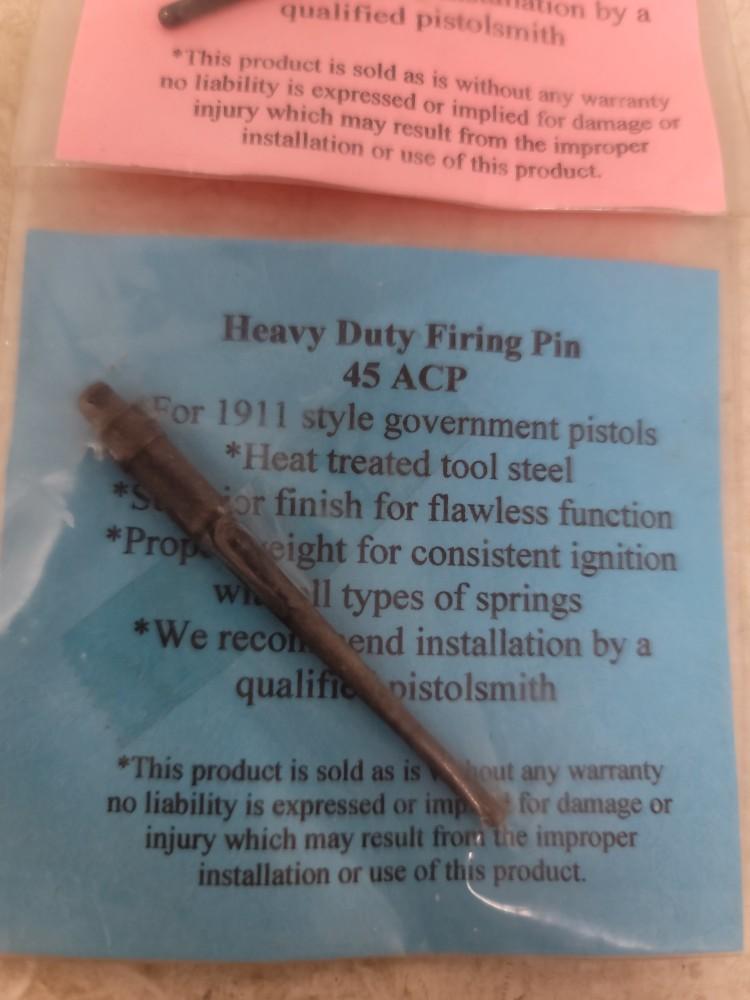 by a
qualified pistolsmith
*This product is sold as is without any warranty
no liability is expressed or implied for damage or
injury which may result from the improper
installation or use of this product.
Heavy Duty Firing Pin
45 ACP
For 1911 style government pistols
*Heat treated tool steel
finish for flawless function
for consistent ignition
types of springs
*We installation by a
pistolsmith
*This product is sold as is any warranty
no liability is expressed or for damage or
injury which may result from the improper
installation or use of this product.